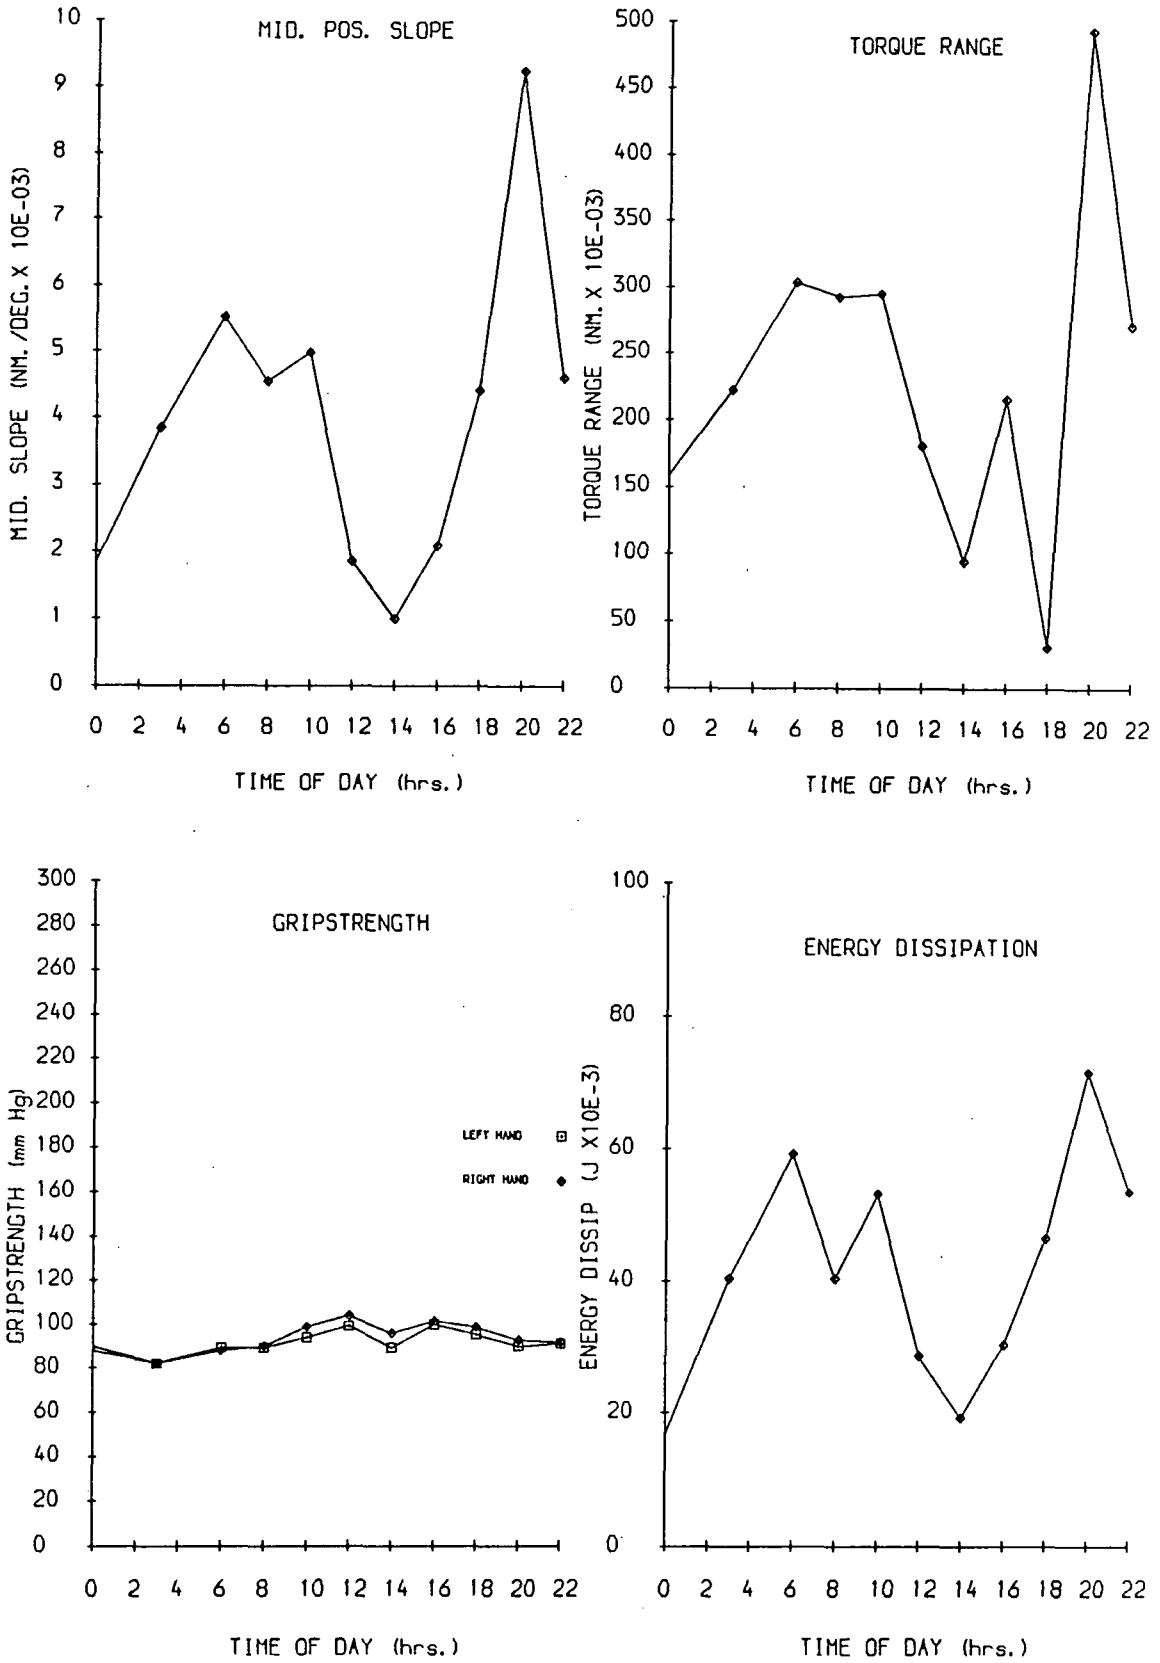 MID. POS. SLOPE
10
9
8
7
6
5
4
3
2
1
0
MID. SLOPE (NM./DEG.X 10E-03)
0 2 4 6 8 10 12 14 16 18 20 22
TIME OF DAY (hrs.)
TORQUE RANGE
500
450
400
350
300
250
200
150
100
50
0
TORQUE RANGE (NM.X 10E-03)
0 2 4 6 8 10 12 14 16 18 20 22
TIME OF DAY (hrs.)
GRIPSTRENGTH
300
280
260
240
220
200
180
160
140
120
100
80
60
40
20
0
GRIPSTRENGTH (mm Hg)
LEFT HAND
RIGHT HAND
0 2 4 6 8 10 12 14 16 18 20 22
TIME OF DAY (hrs.)
ENERGY DISSIPATION
100
80
60
40
20
0
ENERGY DISSIP (J X10E-3)
0 2 4 6 8 10 12 14 16 18 20 22
TIME OF DAY (hrs.)